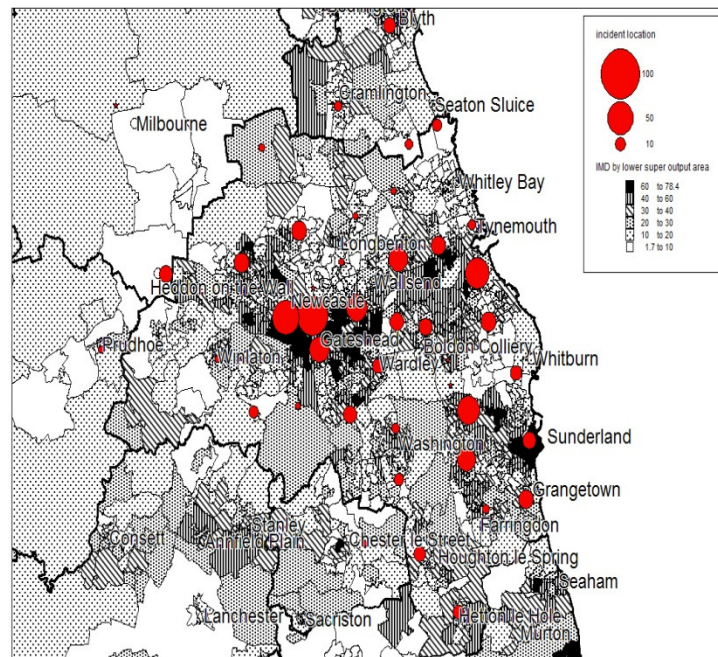 Blyth
Cramlington
Seaton Sluice
Milbourne
Whitley Bay
Tynemouth
Longbenton
Heddon on the Wall
Wallsend
Newcastle
Gateshead
Prudhoe
Winlaton
Wardley
Boldon Colliery
Whitburn
Washington
Sunderland
Grangetown
Farringdon
Stanley
Consett
Annfield Plain
Chester le Street
Houghton le Spring
Seaham
Lanchester
Sacriston
Hetton le Hole
Murton
incident location
100
50
10
IMD by lower super output area
60 to 78.4
40 to 60
30 to 40
20 to 30
10 to 20
1.7 to 10